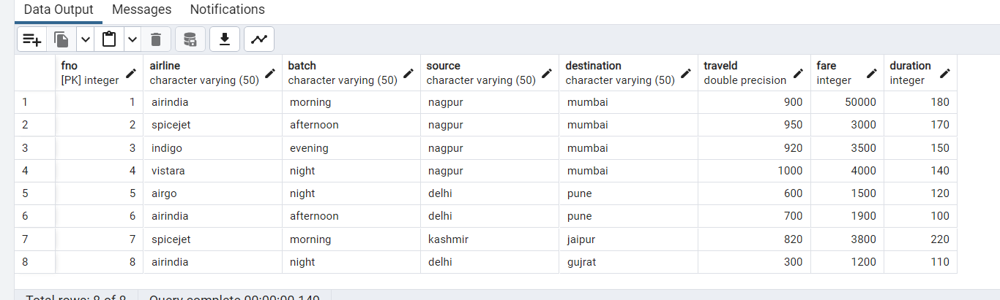 Data Output Messages Notifications
fno airline batch source destination traveld fare duration
[PK] integer character varying (50) character varying (50) character varying (50) character varying (50) double precision integer integer
1 1 airindia morning nagpur mumbai 900 50000 180
2 2 spicejet afternoon nagpur mumbai 950 3000 170
3 3 indigo evening nagpur mumbai 920 3500 150
4 4 vistara night nagpur mumbai 1000 4000 140
5 5 airgo night delhi pune 600 1500 120
6 6 airindia afternoon delhi pune 700 1900 100
7 7 spicejet morning kashmir jaipur 820 3800 220
8 8 airindia night delhi gujrat 300 1200 110
Total rows: 8 of 8 Query complete 00:00:00.149